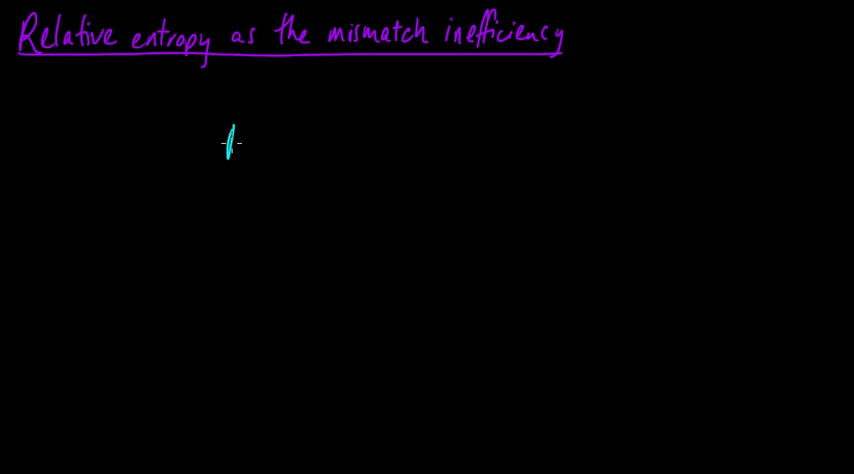 Relative entropy as the mismatch inefficiency